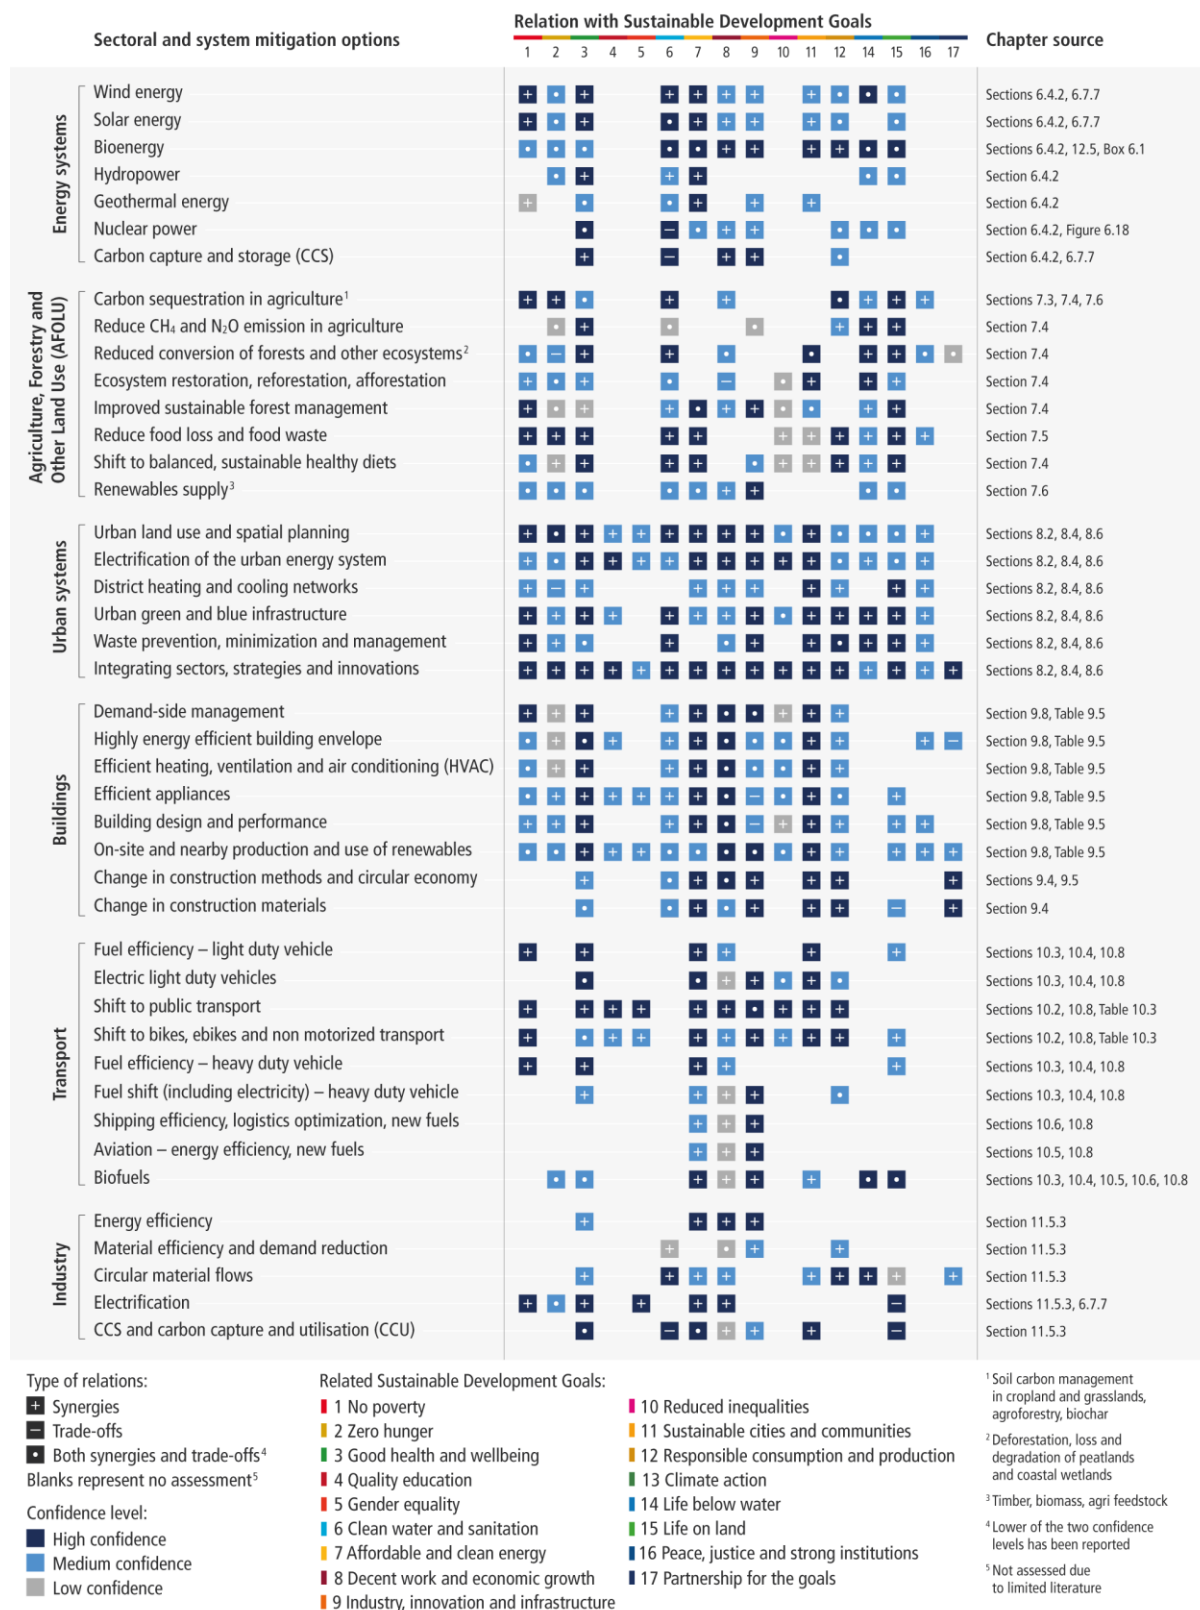 Relation with Sustainable Development Goals
Sectoral and system mitigation options
Chapter source
1 2 3 4 5 6 7 8 9 10 11 12 14 15 16 17
Energy systems
Wind energy Sections 6.4.2, 6.7.7
Solar energy Sections 6.4.2, 6.7.7
Bioenergy Sections 6.4.2, 12.5, Box 6.1
Hydropower Section 6.4.2
Geothermal energy Section 6.4.2
Nuclear power Section 6.4.2, Figure 6.18
Carbon capture and storage (CCS) Section 6.4.2, 6.7.7
Agriculture, Forestry and
Other Land Use (AFOLU)
Carbon sequestration in agriculture¹ Sections 7.3, 7.4, 7.6
Reduce CH₄ and N₂O emission in agriculture Section 7.4
Reduced conversion of forests and other ecosystems² Section 7.4
Ecosystem restoration, reforestation, afforestation Section 7.4
Improved sustainable forest management Section 7.4
Reduce food loss and food waste Section 7.5
Shift to balanced, sustainable healthy diets Section 7.4
Renewables supply³ Section 7.6
Urban systems
Urban land use and spatial planning Sections 8.2, 8.4, 8.6
Electrification of the urban energy system Sections 8.2, 8.4, 8.6
District heating and cooling networks Sections 8.2, 8.4, 8.6
Urban green and blue infrastructure Sections 8.2, 8.4, 8.6
Waste prevention, minimization and management Sections 8.2, 8.4, 8.6
Integrating sectors, strategies and innovations Sections 8.2, 8.4, 8.6
Buildings
Demand-side management Section 9.8, Table 9.5
Highly energy efficient building envelope Section 9.8, Table 9.5
Efficient heating, ventilation and air conditioning (HVAC) Section 9.8, Table 9.5
Efficient appliances Section 9.8, Table 9.5
Building design and performance Section 9.8, Table 9.5
On-site and nearby production and use of renewables Section 9.8, Table 9.5
Change in construction methods and circular economy Sections 9.4, 9.5
Change in construction materials Section 9.4
Transport
Fuel efficiency – light duty vehicle Sections 10.3, 10.4, 10.8
Electric light duty vehicles Sections 10.3, 10.4, 10.8
Shift to public transport Sections 10.2, 10.8, Table 10.3
Shift to bikes, ebikes and non motorized transport Sections 10.2, 10.8, Table 10.3
Fuel efficiency – heavy duty vehicle Sections 10.3, 10.4, 10.8
Fuel shift (including electricity) – heavy duty vehicle Sections 10.3, 10.4, 10.8
Shipping efficiency, logistics optimization, new fuels Sections 10.6, 10.8
Aviation – energy efficiency, new fuels Sections 10.5, 10.8
Biofuels Sections 10.3, 10.4, 10.5, 10.6, 10.8
Industry
Energy efficiency Section 11.5.3
Material efficiency and demand reduction Section 11.5.3
Circular material flows Section 11.5.3
Electrification Sections 11.5.3, 6.7.7
CCS and carbon capture and utilisation (CCU) Section 11.5.3
Type of relations:
+ Synergies
– Trade-offs
• Both synergies and trade-offs⁴
Blanks represent no assessment⁵
Confidence level:
High confidence
Medium confidence
Low confidence
Related Sustainable Development Goals:
1 No poverty
2 Zero hunger
3 Good health and wellbeing
4 Quality education
5 Gender equality
6 Clean water and sanitation
7 Affordable and clean energy
8 Decent work and economic growth
9 Industry, innovation and infrastructure
10 Reduced inequalities
11 Sustainable cities and communities
12 Responsible consumption and production
13 Climate action
14 Life below water
15 Life on land
16 Peace, justice and strong institutions
17 Partnership for the goals
¹ Soil carbon management
in cropland and grasslands,
agroforestry, biochar
² Deforestation, loss and
degradation of peatlands
and coastal wetlands
³ Timber, biomass, agri feedstock
⁴ Lower of the two confidence
levels has been reported
⁵ Not assessed due
to limited literature